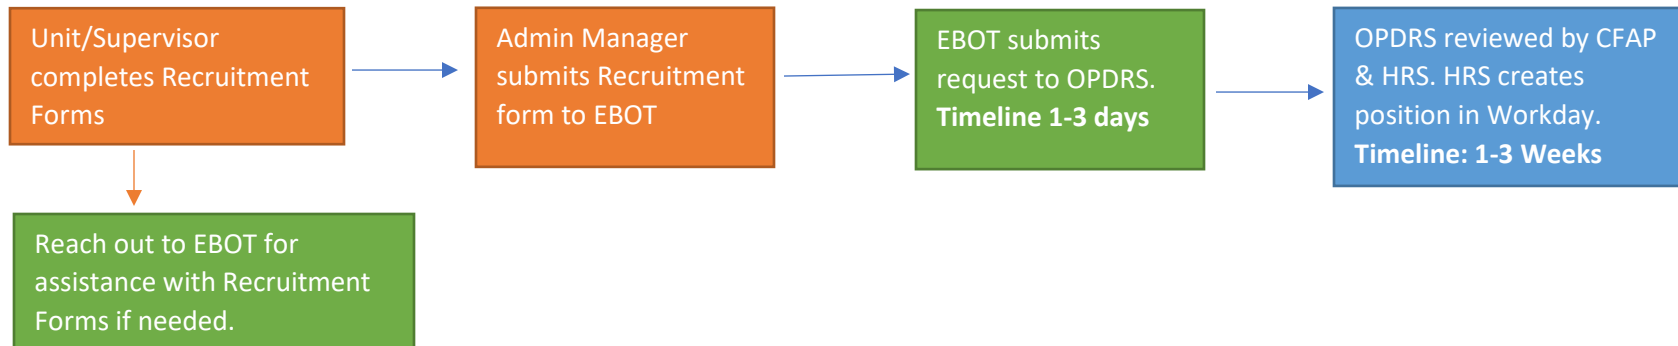 Unit/Supervisor
completes Recruitment
Forms
Admin Manager
submits Recruitment
form to EBOT
EBOT submits
request to OPDRS.
Timeline 1-3 days
OPDRS reviewed by CFAP
& HRS. HRS creates
position in Workday.
Timeline: 1-3 Weeks
Reach out to EBOT for
assistance with Recruitment
Forms if needed.